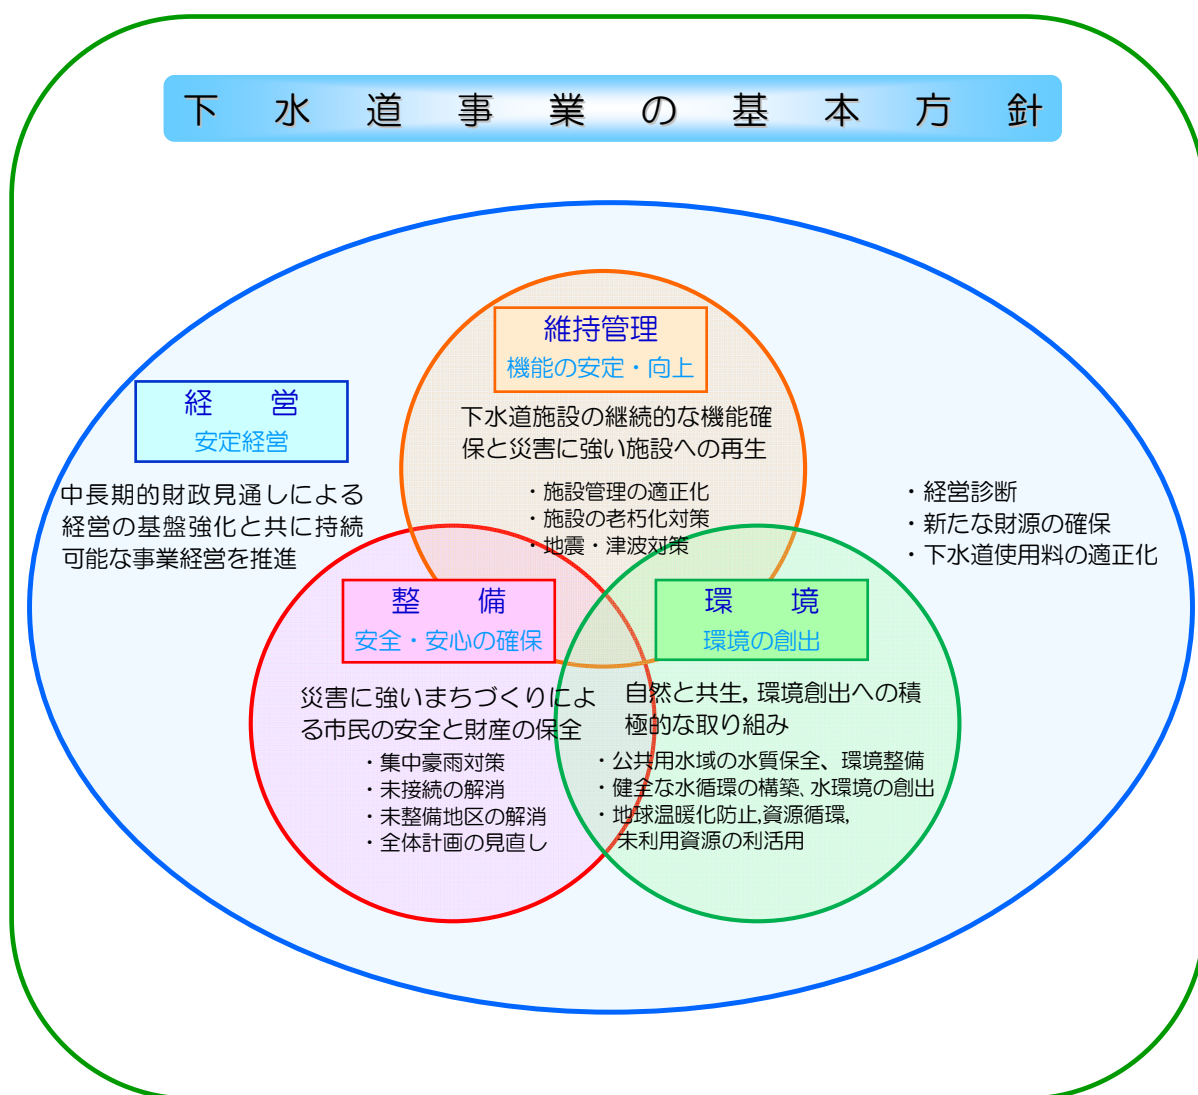 下水道事業の基本方針
維持管理
機能の安定・向上
下水道施設の継続的な機能確
保と災害に強い施設への再生
・施設管理の適正化
・施設の老朽化対策
・地震・津波対策
経営
安定経営
中長期的財政見通しによる
経営の基盤強化と共に持続
可能な事業経営を推進
・経営診断
・新たな財源の確保
・下水道使用料の適正化
整備
安全・安心の確保
災害に強いまちづくりによ
る市民の安全と財産の保全
・集中豪雨対策
・未接続の解消
・未整備地区の解消
・全体計画の見直し
環境
環境の創出
自然と共生,環境創出への積
極的な取り組み
・公共用水域の水質保全、環境整備
・健全な水循環の構築、水環境の創出
・地球温暖化防止,資源循環,
未利用資源の利活用